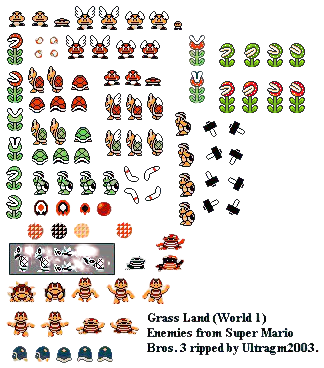 Grass Land (World 1)
Enemies from Super Mario
Bros. 3 ripped by Ultragm2003.